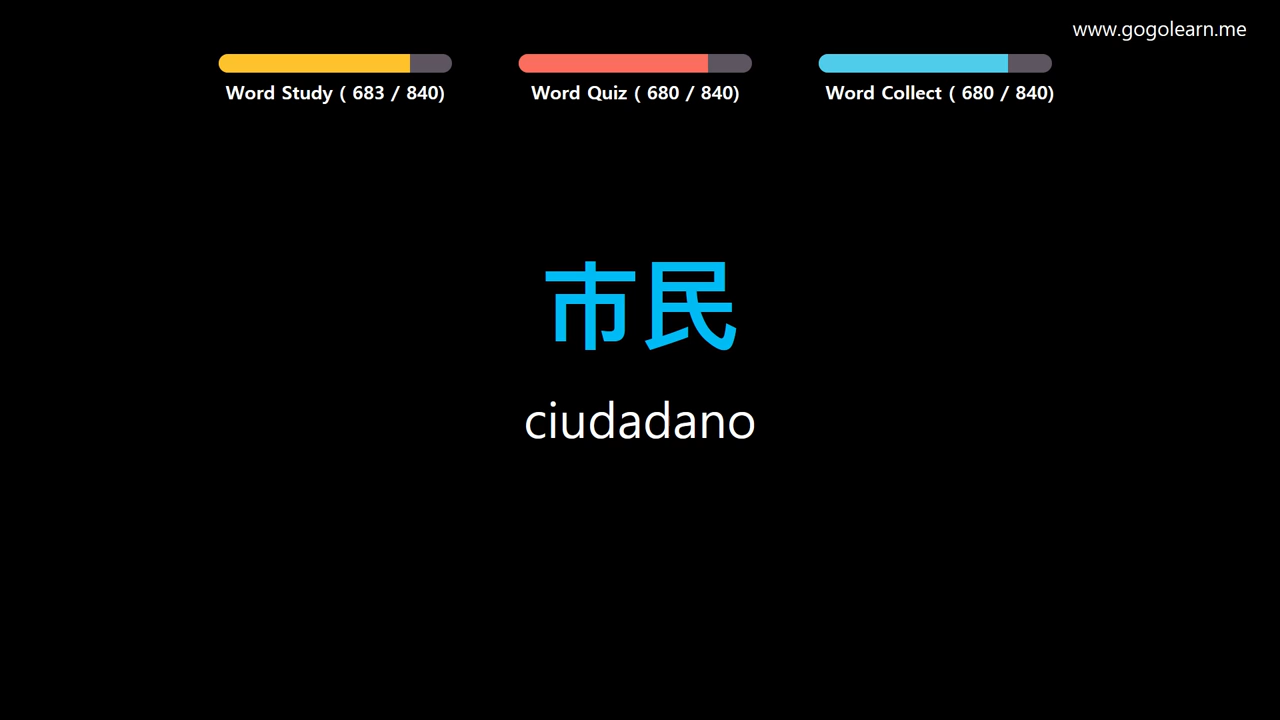 www.gogolearn.me
Word Study ( 683 / 840)
Word Quiz ( 680 / 840)
Word Collect ( 680 / 840)
市民
ciudadano